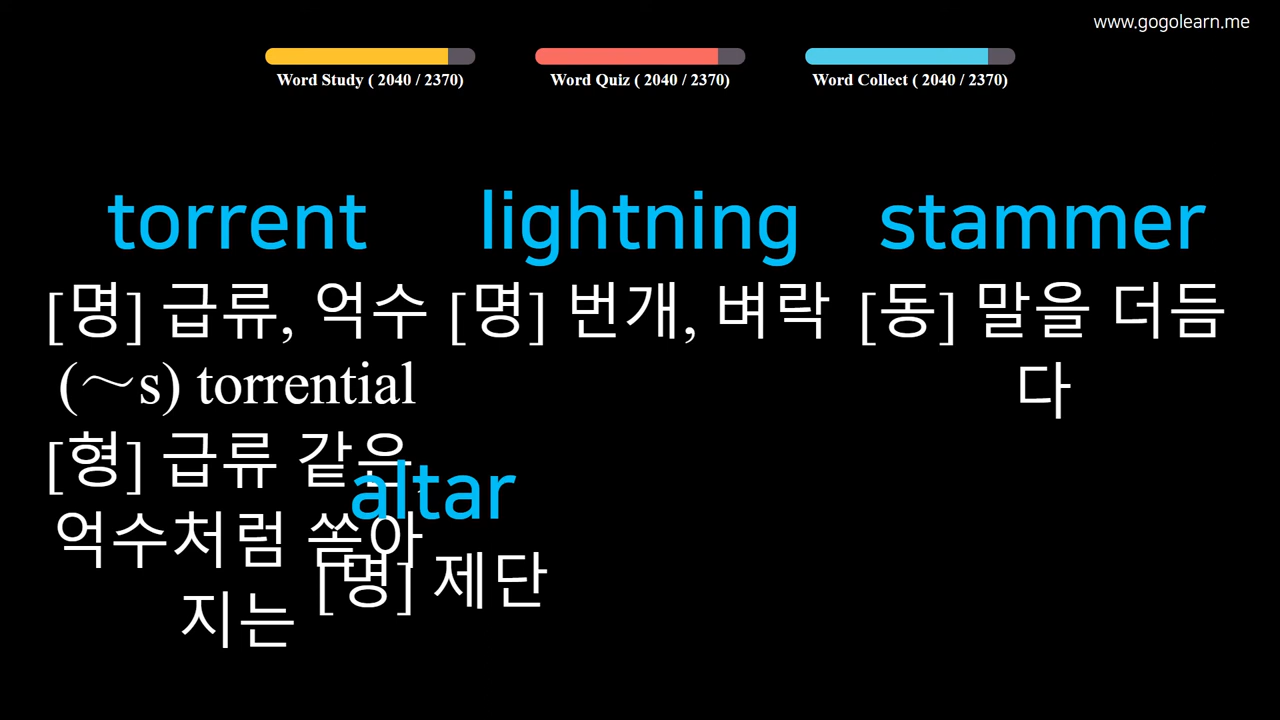 www.gogolearn.me
Word Study ( 2040 / 2370)
Word Quiz ( 2040 / 2370)
Word Collect ( 2040 / 2370)
torrent
[명] 급류, 억수
(～s) torrential
[형] 급류 같은,
억수처럼 쏟아
지는
lightning
[명] 번개, 벼락
stammer
[동] 말을 더듬
다
altar
[명] 제단